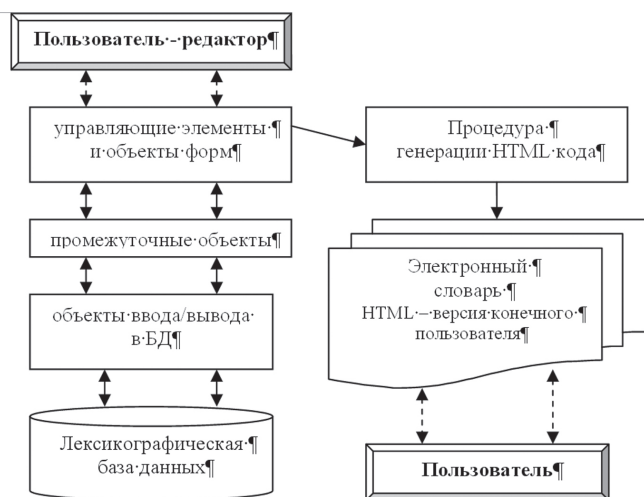 Пользователь·-·редактор¶
управляющие·элементы·¶
и·объекты·форм¶
промежуточные·объекты¶
объекты·ввода/вывода·
в·БД¶
Лексикографическая·¶
база·данных¶
Процедура·¶
генерации·HTML·кода¶
Электронный·¶
словарь·¶
HTML·–·версия·конечного·¶
пользователя¶
Пользователь¶